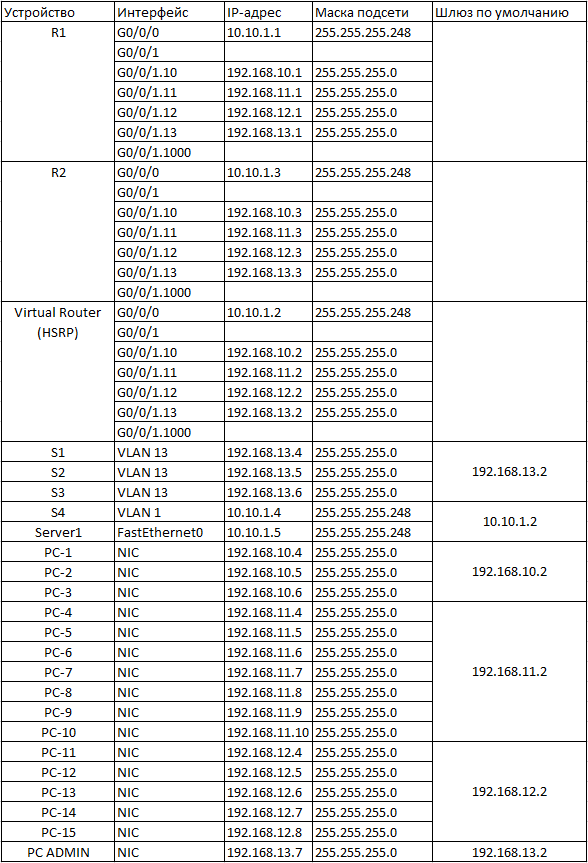 Устройство Интерфейс IP-адрес Маска подсети Шлюз по умолчанию
R1 G0/0/0 10.10.1.1 255.255.255.248
G0/0/1
G0/0/1.10 192.168.10.1 255.255.255.0
G0/0/1.11 192.168.11.1 255.255.255.0
G0/0/1.12 192.168.12.1 255.255.255.0
G0/0/1.13 192.168.13.1 255.255.255.0
G0/0/1.1000
R2 G0/0/0 10.10.1.3 255.255.255.248
G0/0/1
G0/0/1.10 192.168.10.3 255.255.255.0
G0/0/1.11 192.168.11.3 255.255.255.0
G0/0/1.12 192.168.12.3 255.255.255.0
G0/0/1.13 192.168.13.3 255.255.255.0
G0/0/1.1000
Virtual Router G0/0/0 10.10.1.2 255.255.255.248
(HSRP) G0/0/1
G0/0/1.10 192.168.10.2 255.255.255.0
G0/0/1.11 192.168.11.2 255.255.255.0
G0/0/1.12 192.168.12.2 255.255.255.0
G0/0/1.13 192.168.13.2 255.255.255.0
G0/0/1.1000
S1 VLAN 13 192.168.13.4 255.255.255.0
S2 VLAN 13 192.168.13.5 255.255.255.0 192.168.13.2
S3 VLAN 13 192.168.13.6 255.255.255.0
S4 VLAN 1 10.10.1.4 255.255.255.248 10.10.1.2
Server1 FastEthernet0 10.10.1.5 255.255.255.248
PC-1 NIC 192.168.10.4 255.255.255.0
PC-2 NIC 192.168.10.5 255.255.255.0 192.168.10.2
PC-3 NIC 192.168.10.6 255.255.255.0
PC-4 NIC 192.168.11.4 255.255.255.0
PC-5 NIC 192.168.11.5 255.255.255.0
PC-6 NIC 192.168.11.6 255.255.255.0
PC-7 NIC 192.168.11.7 255.255.255.0 192.168.11.2
PC-8 NIC 192.168.11.8 255.255.255.0
PC-9 NIC 192.168.11.9 255.255.255.0
PC-10 NIC 192.168.11.10 255.255.255.0
PC-11 NIC 192.168.12.4 255.255.255.0
PC-12 NIC 192.168.12.5 255.255.255.0
PC-13 NIC 192.168.12.6 255.255.255.0 192.168.12.2
PC-14 NIC 192.168.12.7 255.255.255.0
PC-15 NIC 192.168.12.8 255.255.255.0
PC ADMIN NIC 192.168.13.7 255.255.255.0 192.168.13.2